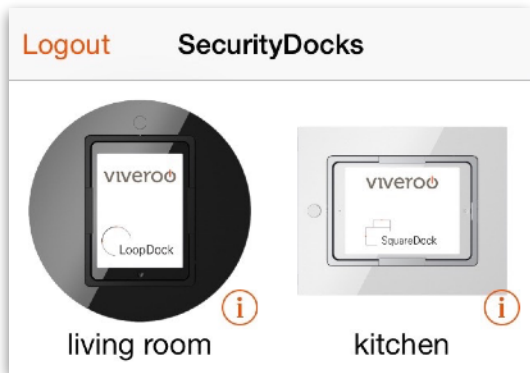 Logout SecurityDocks
viveroo
LoopDock
viveroo
SquareDock
i
i
living room
kitchen